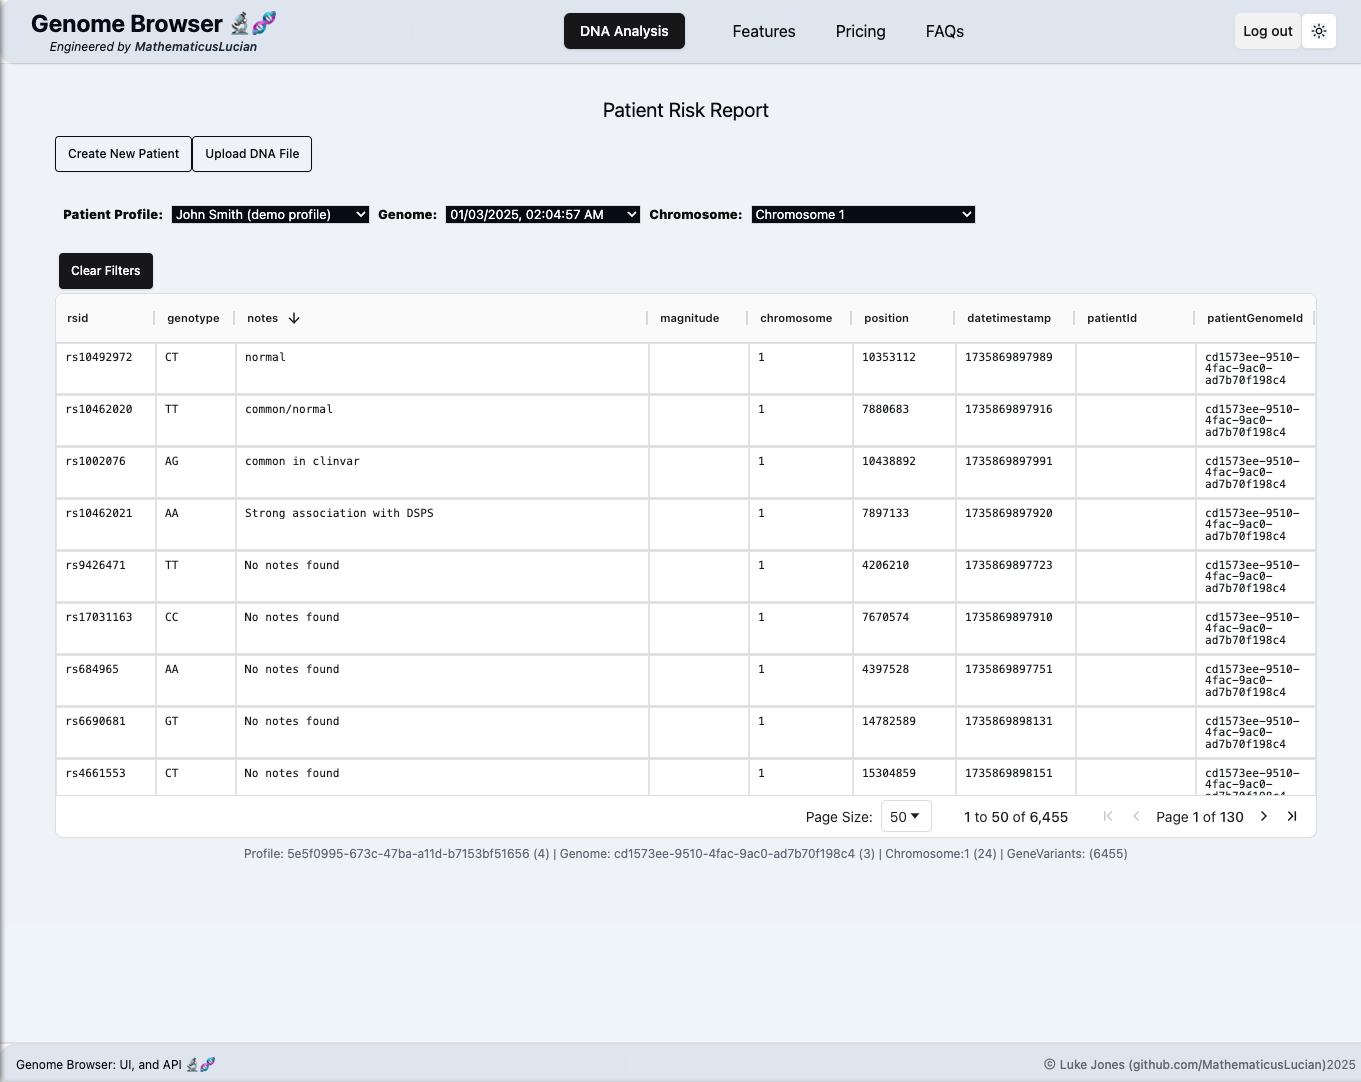 Genome Browser 🔬🧬
Engineered by MathematicusLucian
DNA Analysis Features Pricing FAQs Log out
Patient Risk Report
Create New Patient Upload DNA File
Patient Profile: John Smith (demo profile) Genome: 01/03/2025, 02:04:57 AM Chromosome: Chromosome 1
Clear Filters
rsid genotype notes magnitude chromosome position datetimestamp patientId patientGenomeId
rs10492972 CT normal 1 10353112 1735869897989 cd1573ee-9510-
4fac-9ac0-
ad7b70f198c4
rs10462020 TT common/normal 1 7880683 1735869897916 cd1573ee-9510-
4fac-9ac0-
ad7b70f198c4
rs1002076 AG common in clinvar 1 10438892 1735869897991 cd1573ee-9510-
4fac-9ac0-
ad7b70f198c4
rs10462021 AA Strong association with DSPS 1 7897133 1735869897920 cd1573ee-9510-
4fac-9ac0-
ad7b70f198c4
rs9426471 TT No notes found 1 4206210 1735869897723 cd1573ee-9510-
4fac-9ac0-
ad7b70f198c4
rs17031163 CC No notes found 1 7670574 1735869897910 cd1573ee-9510-
4fac-9ac0-
ad7b70f198c4
rs684965 AA No notes found 1 4397528 1735869897751 cd1573ee-9510-
4fac-9ac0-
ad7b70f198c4
rs6690681 GT No notes found 1 14782589 1735869898131 cd1573ee-9510-
4fac-9ac0-
ad7b70f198c4
rs4661553 CT No notes found 1 15304859 1735869898151 cd1573ee-9510-
4fac-9ac0-
ad7b70f198c4
Page Size: 50 1 to 50 of 6,455 Page 1 of 130
Profile: 5e5f0995-673c-47ba-a11d-b7153bf51656 (4) | Genome: cd1573ee-9510-4fac-9ac0-ad7b70f198c4 (3) | Chromosome:1 (24) | GeneVariants: (6455)
Genome Browser: UI, and API 🔬🧬 © Luke Jones (github.com/MathematicusLucian)2025